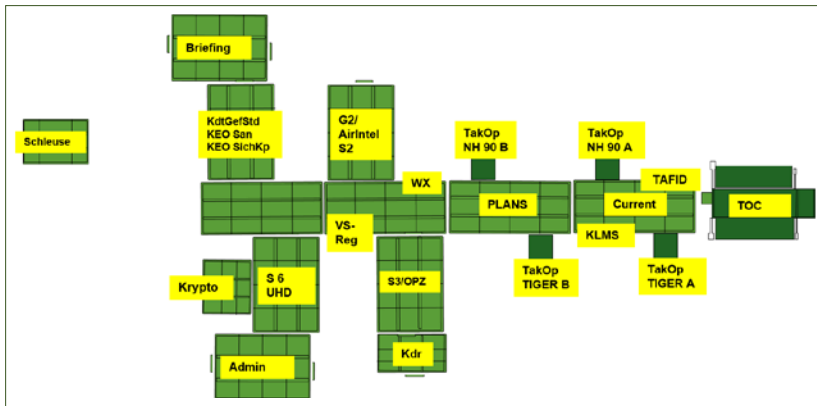 Briefing
Schleuse
KdtGefStd
KEO San
KEO SichKp
G2/
AirIntel
S2
TakOp
NH 90 B
TakOp
NH 90 A
WX
TAFID
PLANS
Current
TOC
VS-
Reg
KLMS
Krypto
S 6
UHD
S3/OPZ
TakOp
TIGER B
TakOp
TIGER A
Admin
Kdr